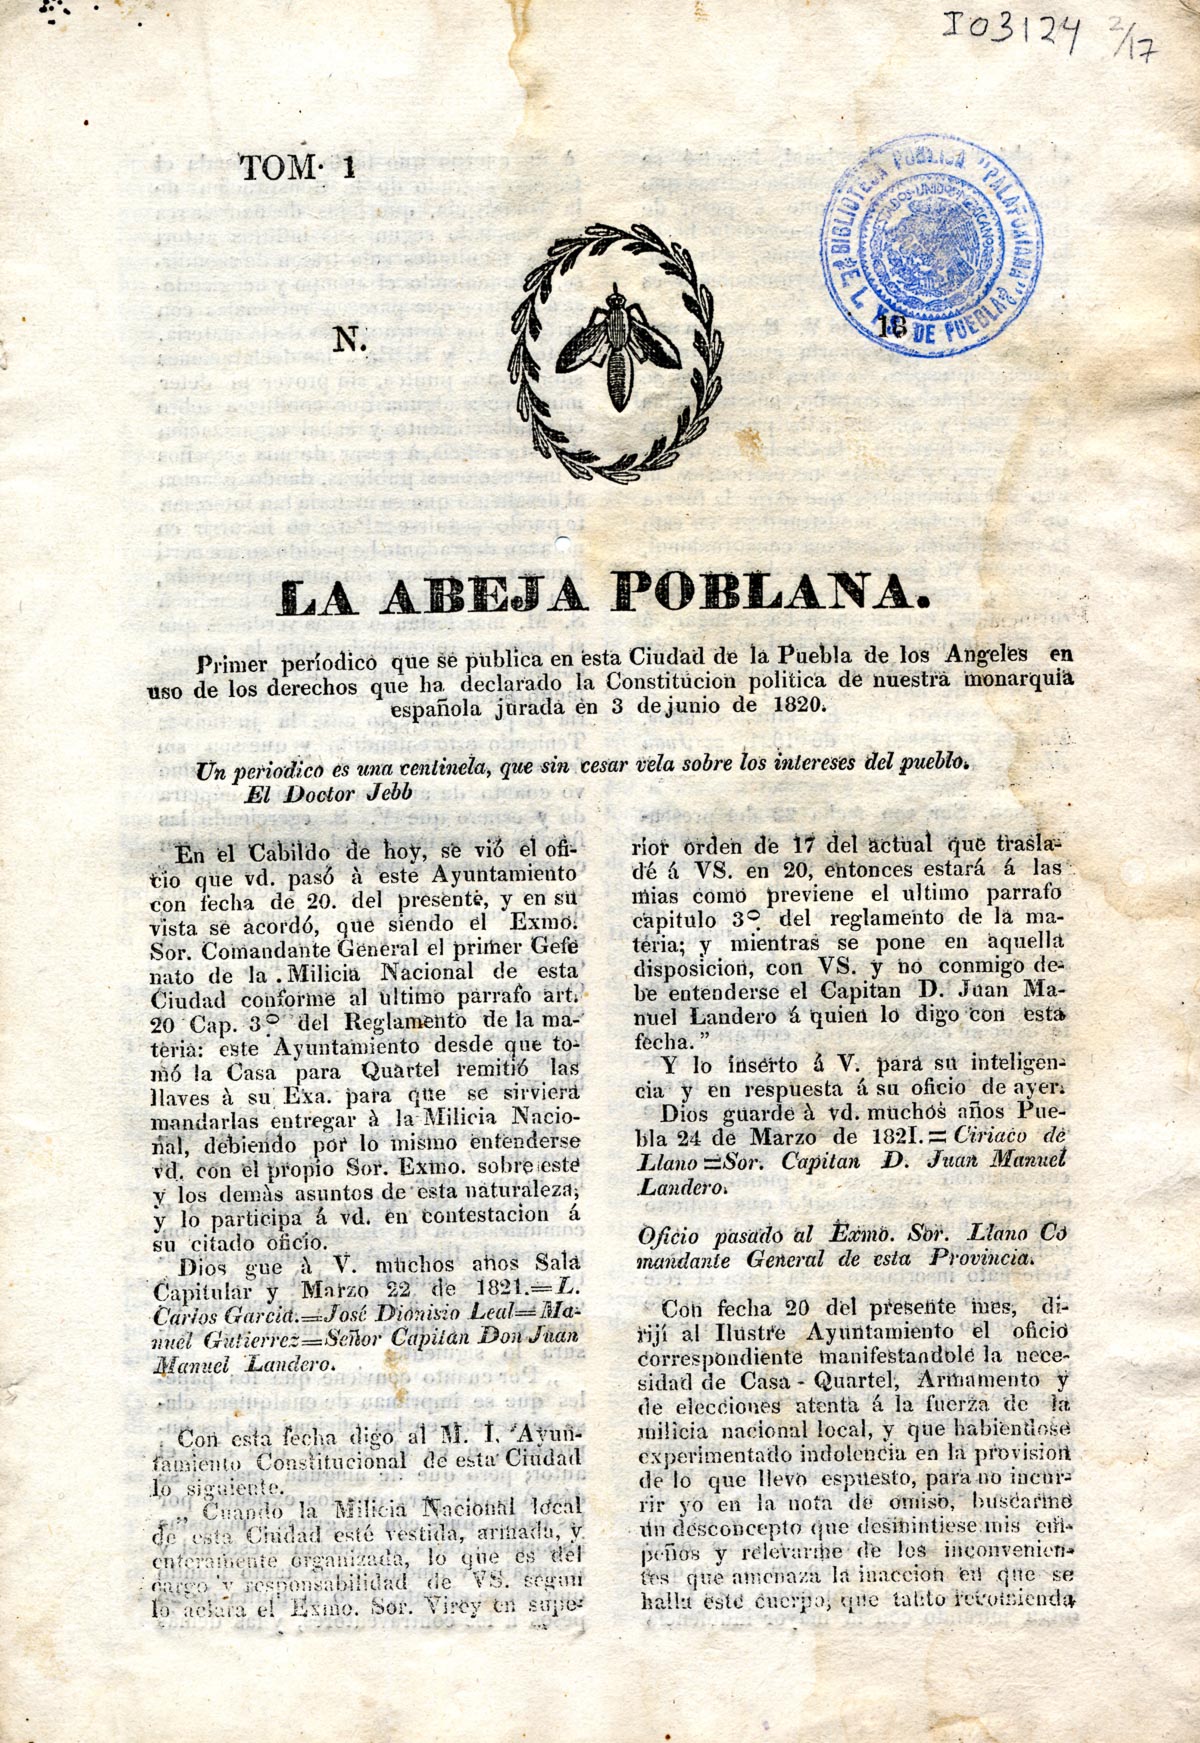 I03124 2/17
TOM· 1
BIBLIOTECA PUBLICA "PALAFOXIANA"
DE PUEBLA
N.
18
LA ABEJA POBLANA.
Primer períodico que se publica en esta Ciudad de la Puebla de los Angeles en
uso de los derechos que ha declarado la Constitucion politica de nuestra monarquia
española jurada en 3 de junio de 1820.
Un periodico es una centinela, que sin cesar vela sobre los intereses del pueblo.
El Doctor Jebb
En el Cabildo de hoy, se vió el ofi-
cio que vd. pasó à este Ayuntamiento
con fecha de 20. del presente, y en su
vista se acordó, que siendo el Exmo.
Sor. Comandante General el primer Gefe
nato de la . Milicia Nacional de esta
Ciudad conforme al ultimo parrafo art.
20 Cap. 3º del Reglamento de la ma-
teria: este Ayuntamiento desde que to-
mó la Casa para Quartel remitió las
llaves à su Exa. para que se sirviera
mandarlas entregar à la Milicia Nacio-
nal, debiendo por lo mismo entenderse
vd. con el propio Sor. Exmo. sobre este
y los demás asuntos de esta naturaleza;
y lo participa á vd. en contestacion á
su citado oficio.
Dios gue à V. muchos años Sala
Capitular y Marzo 22 de 1821.=L.
Carlos Garcia.=José Dionisio Leal=Ma-
nuel Gutierrez=Señor Capitan Don Juan
Manuel Landero.
Con esta fecha digo al M. I. Ayun-
tamiento Constitucional de esta Ciudad
lo siguiente.
„ Cuando la Milicia Nacional local
de esta Ciudad esté vestida, armada, y
enteramente organizada, lo que es del
cargo y responsabilidad de VS. segun
lo aclara el Exmo. Sor. Virey en supe-
rior orden de 17 del actual que trasla-
dé á VS. en 20, entonces estará á las
mias como previene el ultimo parrafo
capitulo 3º del reglamento de la ma-
teria; y mientras se pone en aquella
disposicion, con VS. y no conmigo de-
be entenderse el Capitan D. Juan Ma-
nuel Landero á quien lo digo con esta
fecha."
Y lo inserto á V. para su inteligen-
cia y en respuesta á su oficio de ayer.
Dios guarde à vd. muchos años Pue-
bla 24 de Marzo de 1821.=Ciriaco de
Llano=Sor. Capitan D. Juan Manuel
Landero.
Oficio pasado al Exmo. Sor. Llano Co
mandante General de esta Provincia.
Con fecha 20 del presente mes, di-
rijí al Ilustre Ayuntamiento el oficio
correspondiente manifestandole la nece-
sidad de Casa - Quartel, Armamento y
de elecciones atenta á la fuerza de la
milicia nacional local, y que habiendose
experimentado indolencia en la provision
de lo que llevo espuesto, para no incur-
rir yo en la nota de omiso, buscarme
un desconcepto que desmintiese mis em-
peños y relevarme de los inconvenien-
tes que amenaza la inaccion en que se
halla este cuerpo, que tanto recomienda